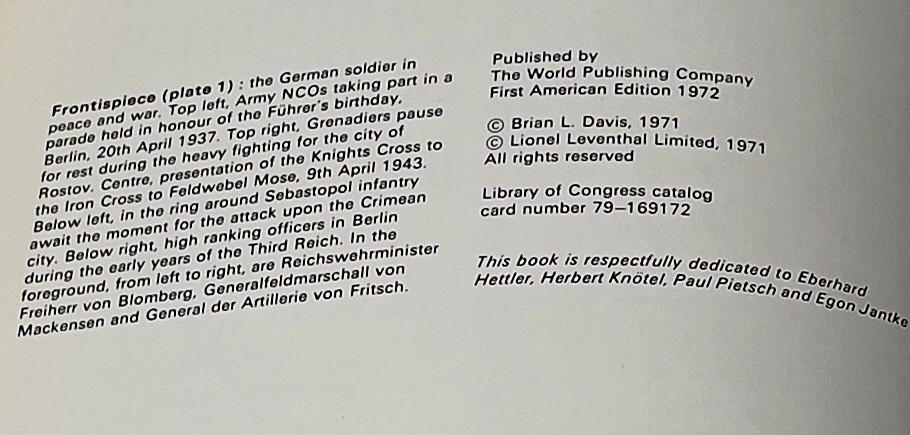 Frontispiece (plate 1) : the German soldier in
peace and war. Top left, Army NCOs taking part in a
parade held in honour of the Führer's birthday,
Berlin, 20th April 1937. Top right, Grenadiers pause
for rest during the heavy fighting for the city of
Rostov. Centre, presentation of the Knights Cross to
the Iron Cross to Feldwebel Mose, 9th April 1943.
Below left, in the ring around Sebastopol infantry
await the moment for the attack upon the Crimean
city. Below right, high ranking officers in Berlin
during the early years of the Third Reich. In the
foreground, from left to right, are Reichswehrminister
Freiherr von Blomberg, Generalfeldmarschall von
Mackensen and General der Artillerie von Fritsch.
Published by
The World Publishing Company
First American Edition 1972
© Brian L. Davis, 1971
© Lionel Leventhal Limited, 1971
All rights reserved
Library of Congress catalog
card number 79–169172
This book is respectfully dedicated to Eberhard
Hettler, Herbert Knötel, Paul Pietsch and Egon Jantke